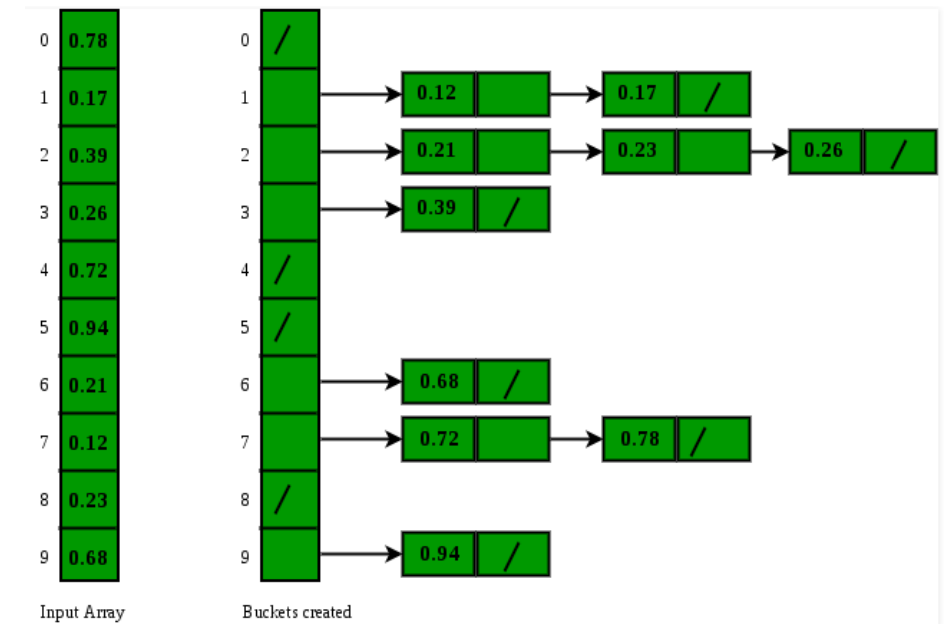 0 0.78 0 /
1 0.17 1 0.12 0.17 /
2 0.39 2 0.21 0.23 0.26 /
3 0.26 3 0.39 /
4 0.72 4 /
5 0.94 5 /
6 0.21 6 0.68 /
7 0.12 7 0.72 0.78 /
8 0.23 8 /
9 0.68 9 0.94 /
Input Array Buckets created